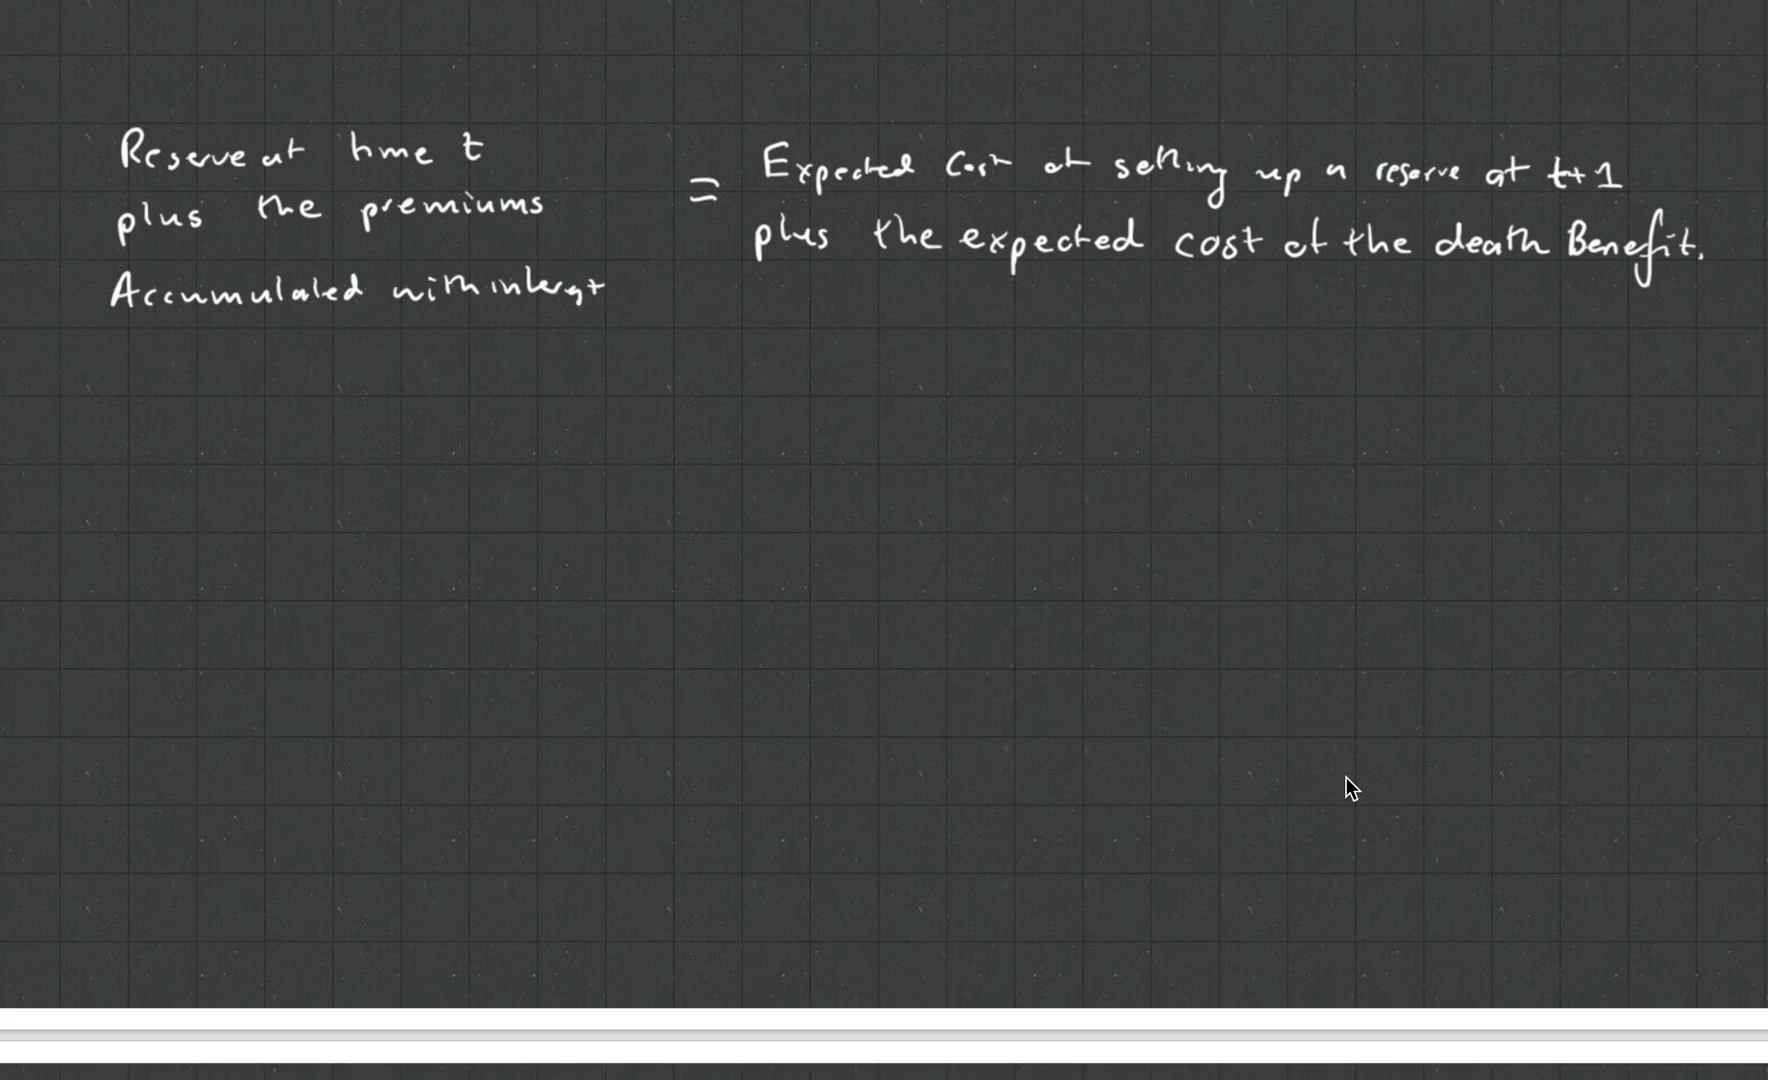 Reserve at time t
plus the premiums
Accumulated with interest
=
Expected Cost of setting up a reserve at t+1
plus the expected cost of the death Benefit.